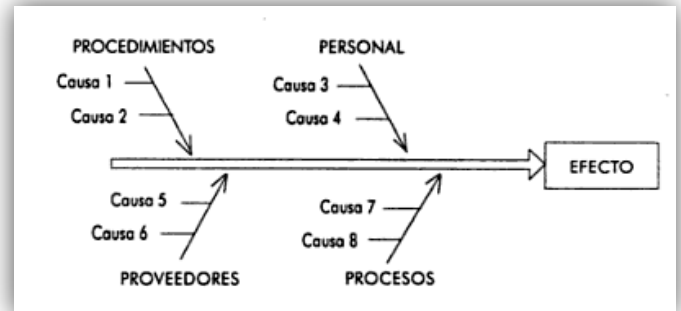 PROCEDIMIENTOS
Causa 1
Causa 2
PERSONAL
Causa 3
Causa 4
EFECTO
Causa 5
Causa 6
PROVEEDORES
Causa 7
Causa 8
PROCESOS